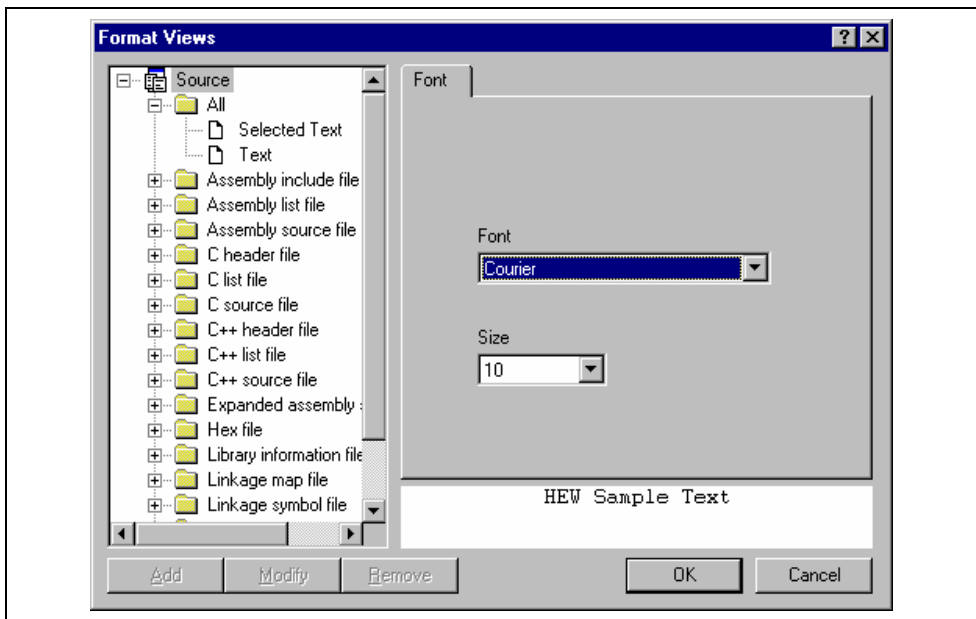 Format Views
Source
All
Selected Text
Text
Assembly include file
Assembly list file
Assembly source file
C header file
C list file
C source file
C++ header file
C++ list file
C++ source file
Expanded assembly
Hex file
Library information file
Linkage map file
Linkage symbol file
Font
Font
Courier
Size
10
HEW Sample Text
Add
Modify
Remove
OK
Cancel